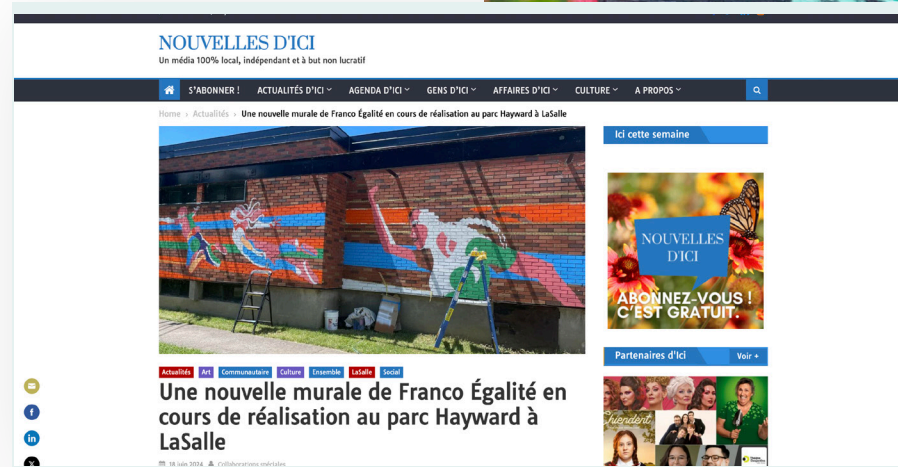 NOUVELLES D'ICI
Un média 100% local, indépendant et à but non lucratif
S'ABONNER ! ACTUALITÉS D'ICI AGENDA D'ICI GENS D'ICI AFFAIRES D'ICI CULTURE A PROPOS
Home › Actualités › Une nouvelle murale de Franco Égalité en cours de réalisation au parc Hayward à LaSalle
Ici cette semaine
NOUVELLES
D'ICI
ABONNEZ-VOUS !
C'EST GRATUIT.
Partenaires d'Ici Voir +
Chiendent
Actualités Art Communautaire Culture Ensemble LaSalle Social
Une nouvelle murale de Franco Égalité en
cours de réalisation au parc Hayward à
LaSalle
18 juin 2024 Collaborations spéciales